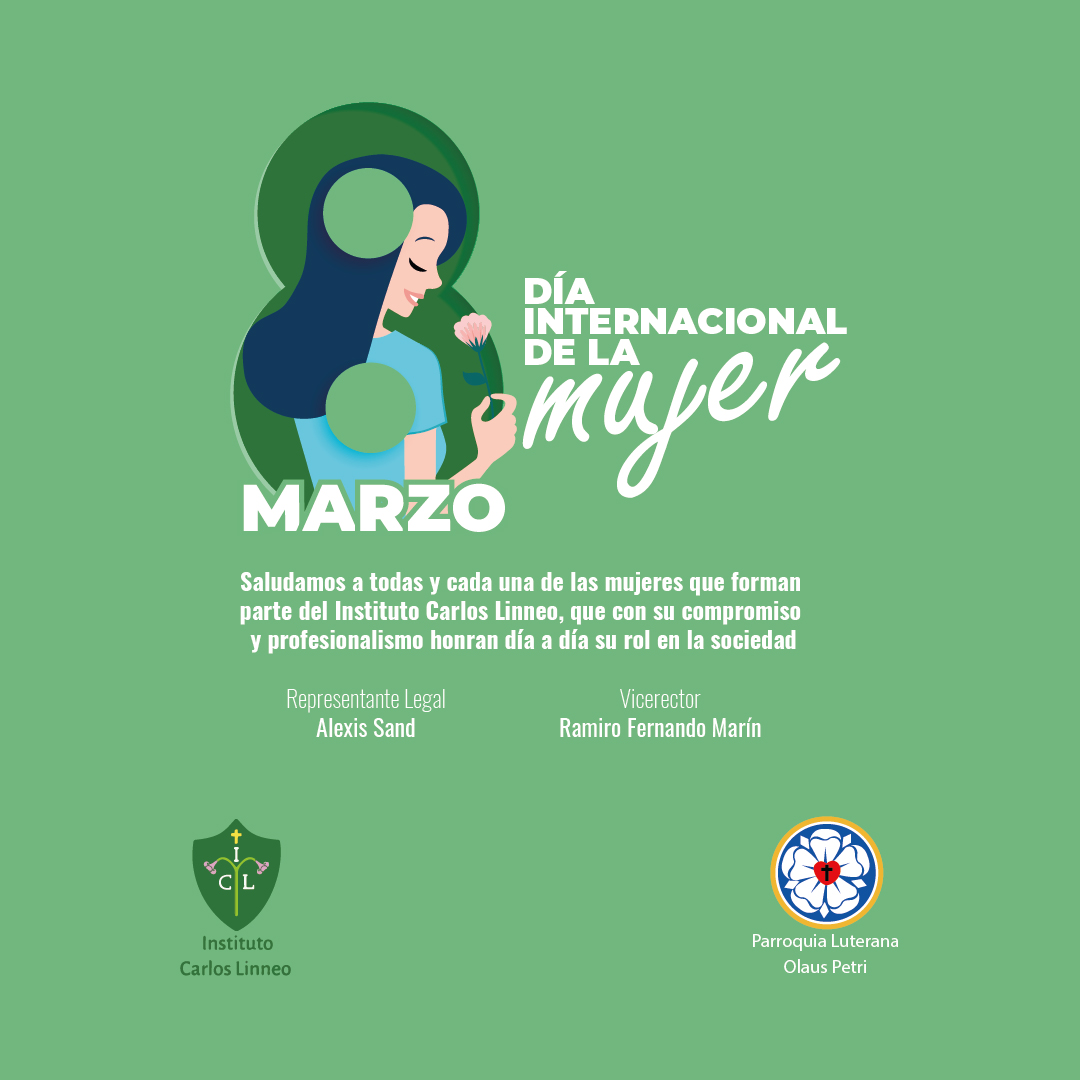 8
MARZO
DÍA
INTERNACIONAL
DE LA
mujer
Saludamos a todas y cada una de las mujeres que forman
parte del Instituto Carlos Linneo, que con su compromiso
y profesionalismo honran día a día su rol en la sociedad
Representante Legal
Alexis Sand
Vicerector
Ramiro Fernando Marín
I
C L
Instituto
Carlos Linneo
Parroquia Luterana
Olaus Petri